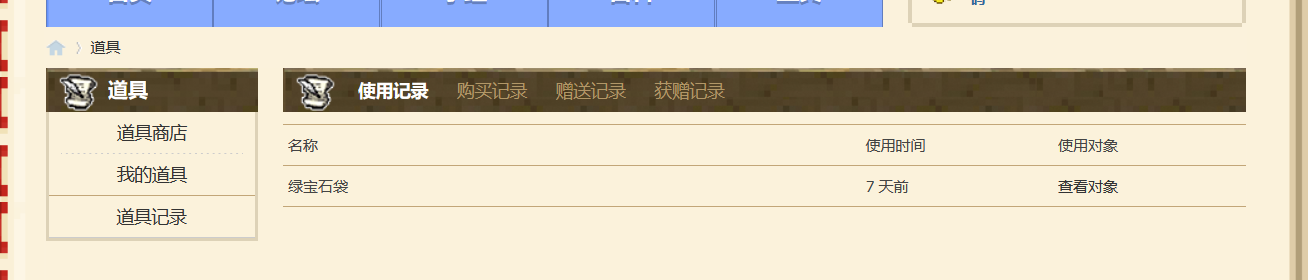 道具
道具
道具商店
我的道具
道具记录
使用记录 购买记录 赠送记录 获赠记录
名称 使用时间 使用对象
绿宝石袋 7 天前 查看对象